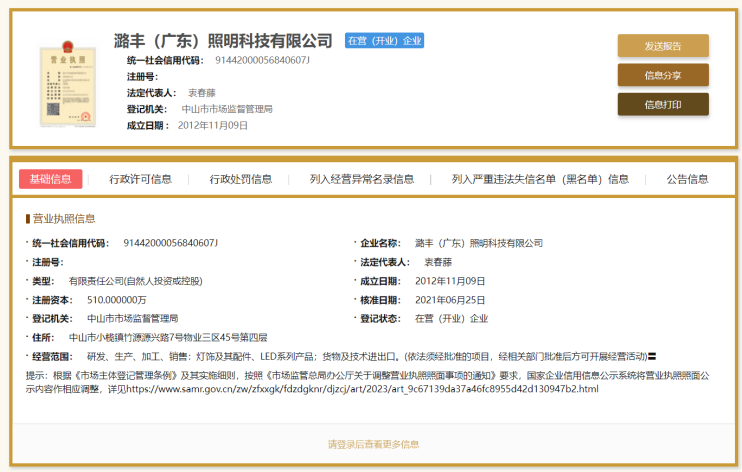 潞丰（广东）照明科技有限公司 在营（开业）企业
营业执照
统一社会信用代码： 91442000056840607J
注册号：
法定代表人： 衷春藤
登记机关： 中山市市场监督管理局
成立日期 ： 2012年11月09日
发送报告
信息分享
信息打印
基础信息 行政许可信息 行政处罚信息 列入经营异常名录信息 列入严重违法失信名单（黑名单）信息 公告信息
营业执照信息
· 统一社会信用代码： 91442000056840607J · 企业名称： 潞丰（广东）照明科技有限公司
· 注册号： · 法定代表人： 衷春藤
· 类型： 有限责任公司(自然人投资或控股) · 成立日期： 2012年11月09日
· 注册资本： 510.000000万 · 核准日期： 2021年06月25日
· 登记机关： 中山市市场监督管理局 · 登记状态： 在营（开业）企业
· 住所： 中山市小榄镇竹源源兴路7号物业三区45号第四层
· 经营范围： 研发、生产、加工、销售：灯饰及其配件、LED系列产品；货物及技术进出口。(依法须经批准的项目，经相关部门批准后方可开展经营活动)〓
提示：根据《市场主体登记管理条例》及其实施细则，按照《市场监管总局办公厅关于调整营业执照照面事项的通知》要求，国家企业信用信息公示系统将营业执照照面公
示内容作相应调整，详见https://www.samr.gov.cn/zw/zfxxgk/fdzdgknr/djzcj/art/2023/art_9c67139da37a46fc8955d42d130947b2.html
请登录后查看更多信息